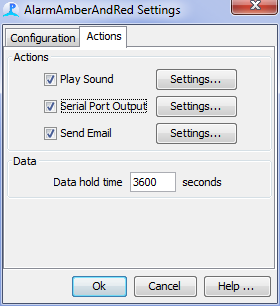 AlarmAmberAndRed Settings
Configuration Actions
Actions
Play Sound Settings...
Serial Port Output Settings...
Send Email Settings...
Data
Data hold time 3600 seconds
Ok Cancel Help ...